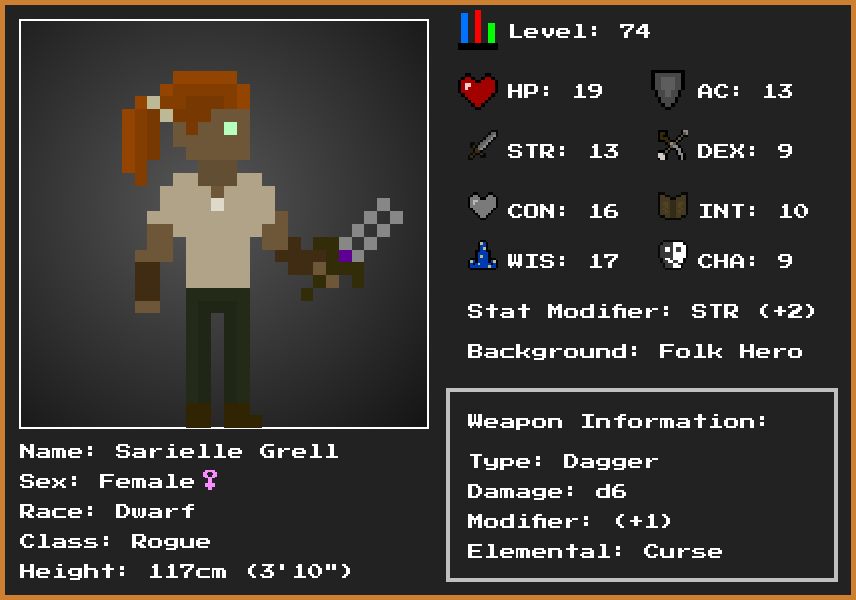 Level: 74
HP: 19
AC: 13
STR: 13
DEX: 9
CON: 16
INT: 10
WIS: 17
CHA: 9
Stat Modifier: STR (+2)
Background: Folk Hero
Weapon Information:
Type: Dagger
Damage: d6
Modifier: (+1)
Elemental: Curse
Name: Sarielle Grell
Sex: Female♀
Race: Dwarf
Class: Rogue
Height: 117cm (3'10")